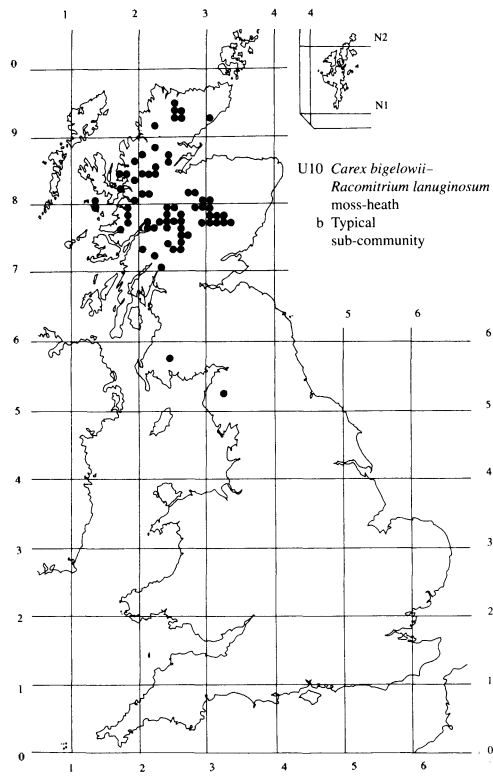 1 2 3 4 5 6 4
N2
0
N1
9
U10 Carex bigelowii–
Racomitrium lanuginosum
moss-heath
b Typical
sub-community
8
7
5 6
6 6
5 5
4 4
3 3
2 2
1 1
0 0
1 2 3 4 5 6